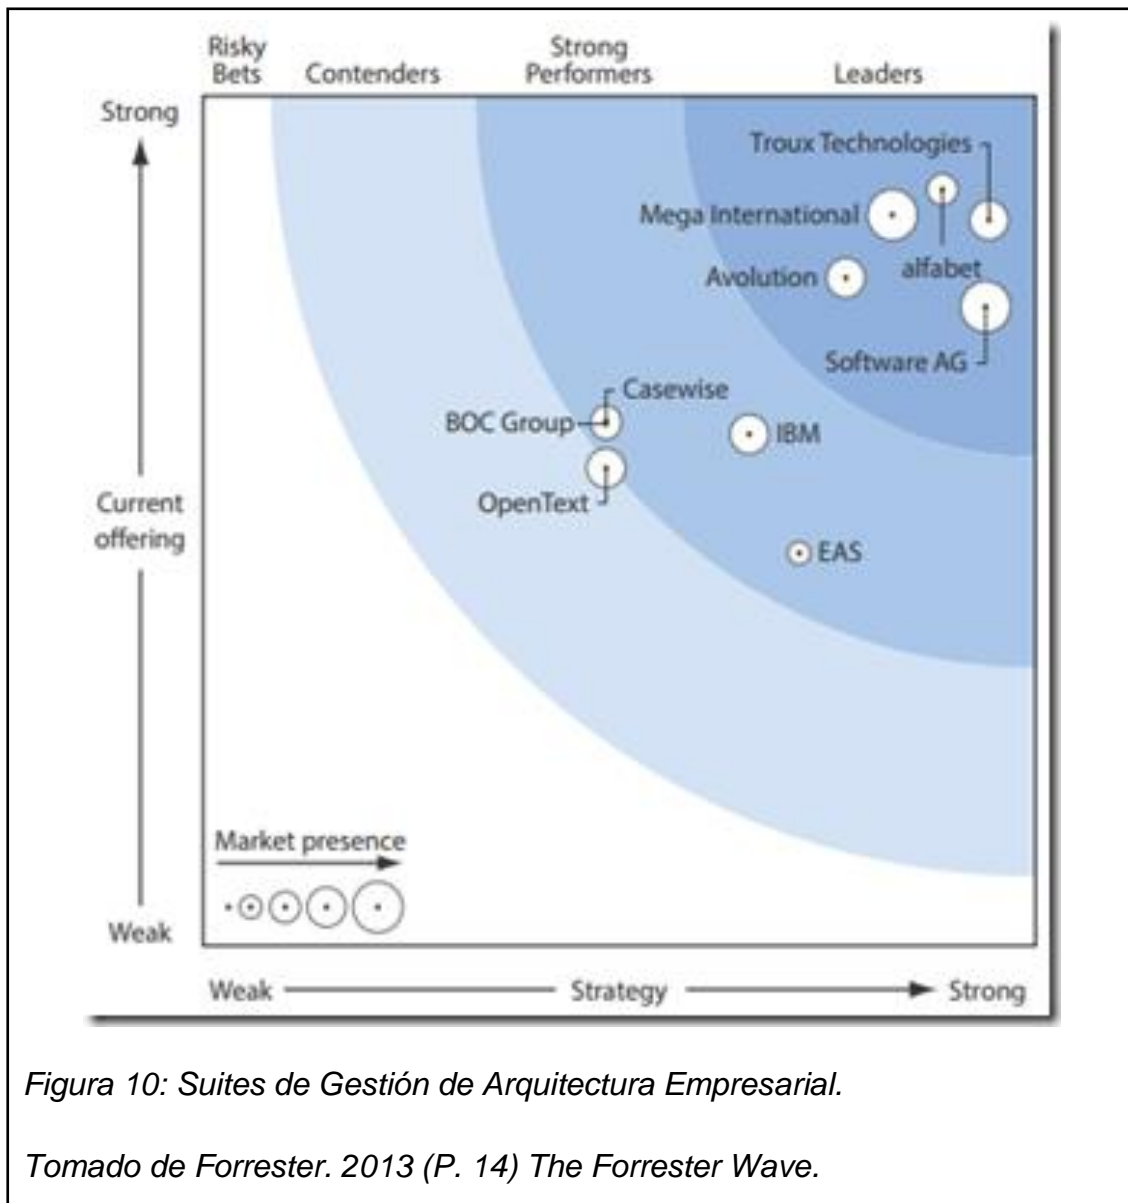 Risky
Bets
Contenders
Strong
Performers
Leaders
Strong
Troux Technologies
Mega International
alfabet
Avolution
Software AG
Casewise
BOC Group
IBM
OpenText
Current
offering
EAS
Market presence
Weak
Weak
Strategy
Strong
Figura 10: Suites de Gestión de Arquitectura Empresarial.
Tomado de Forrester. 2013 (P. 14) The Forrester Wave.